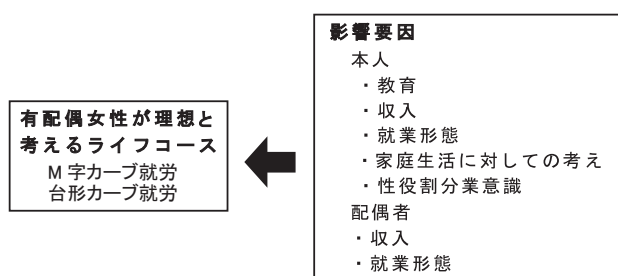 有配偶女性が理想と
考えるライフコース
M字カーブ就労
台形カーブ就労
影響要因
本人
・教育
・収入
・就業形態
・家庭生活に対しての考え
・性役割分業意識
配偶者
・収入
・就業形態